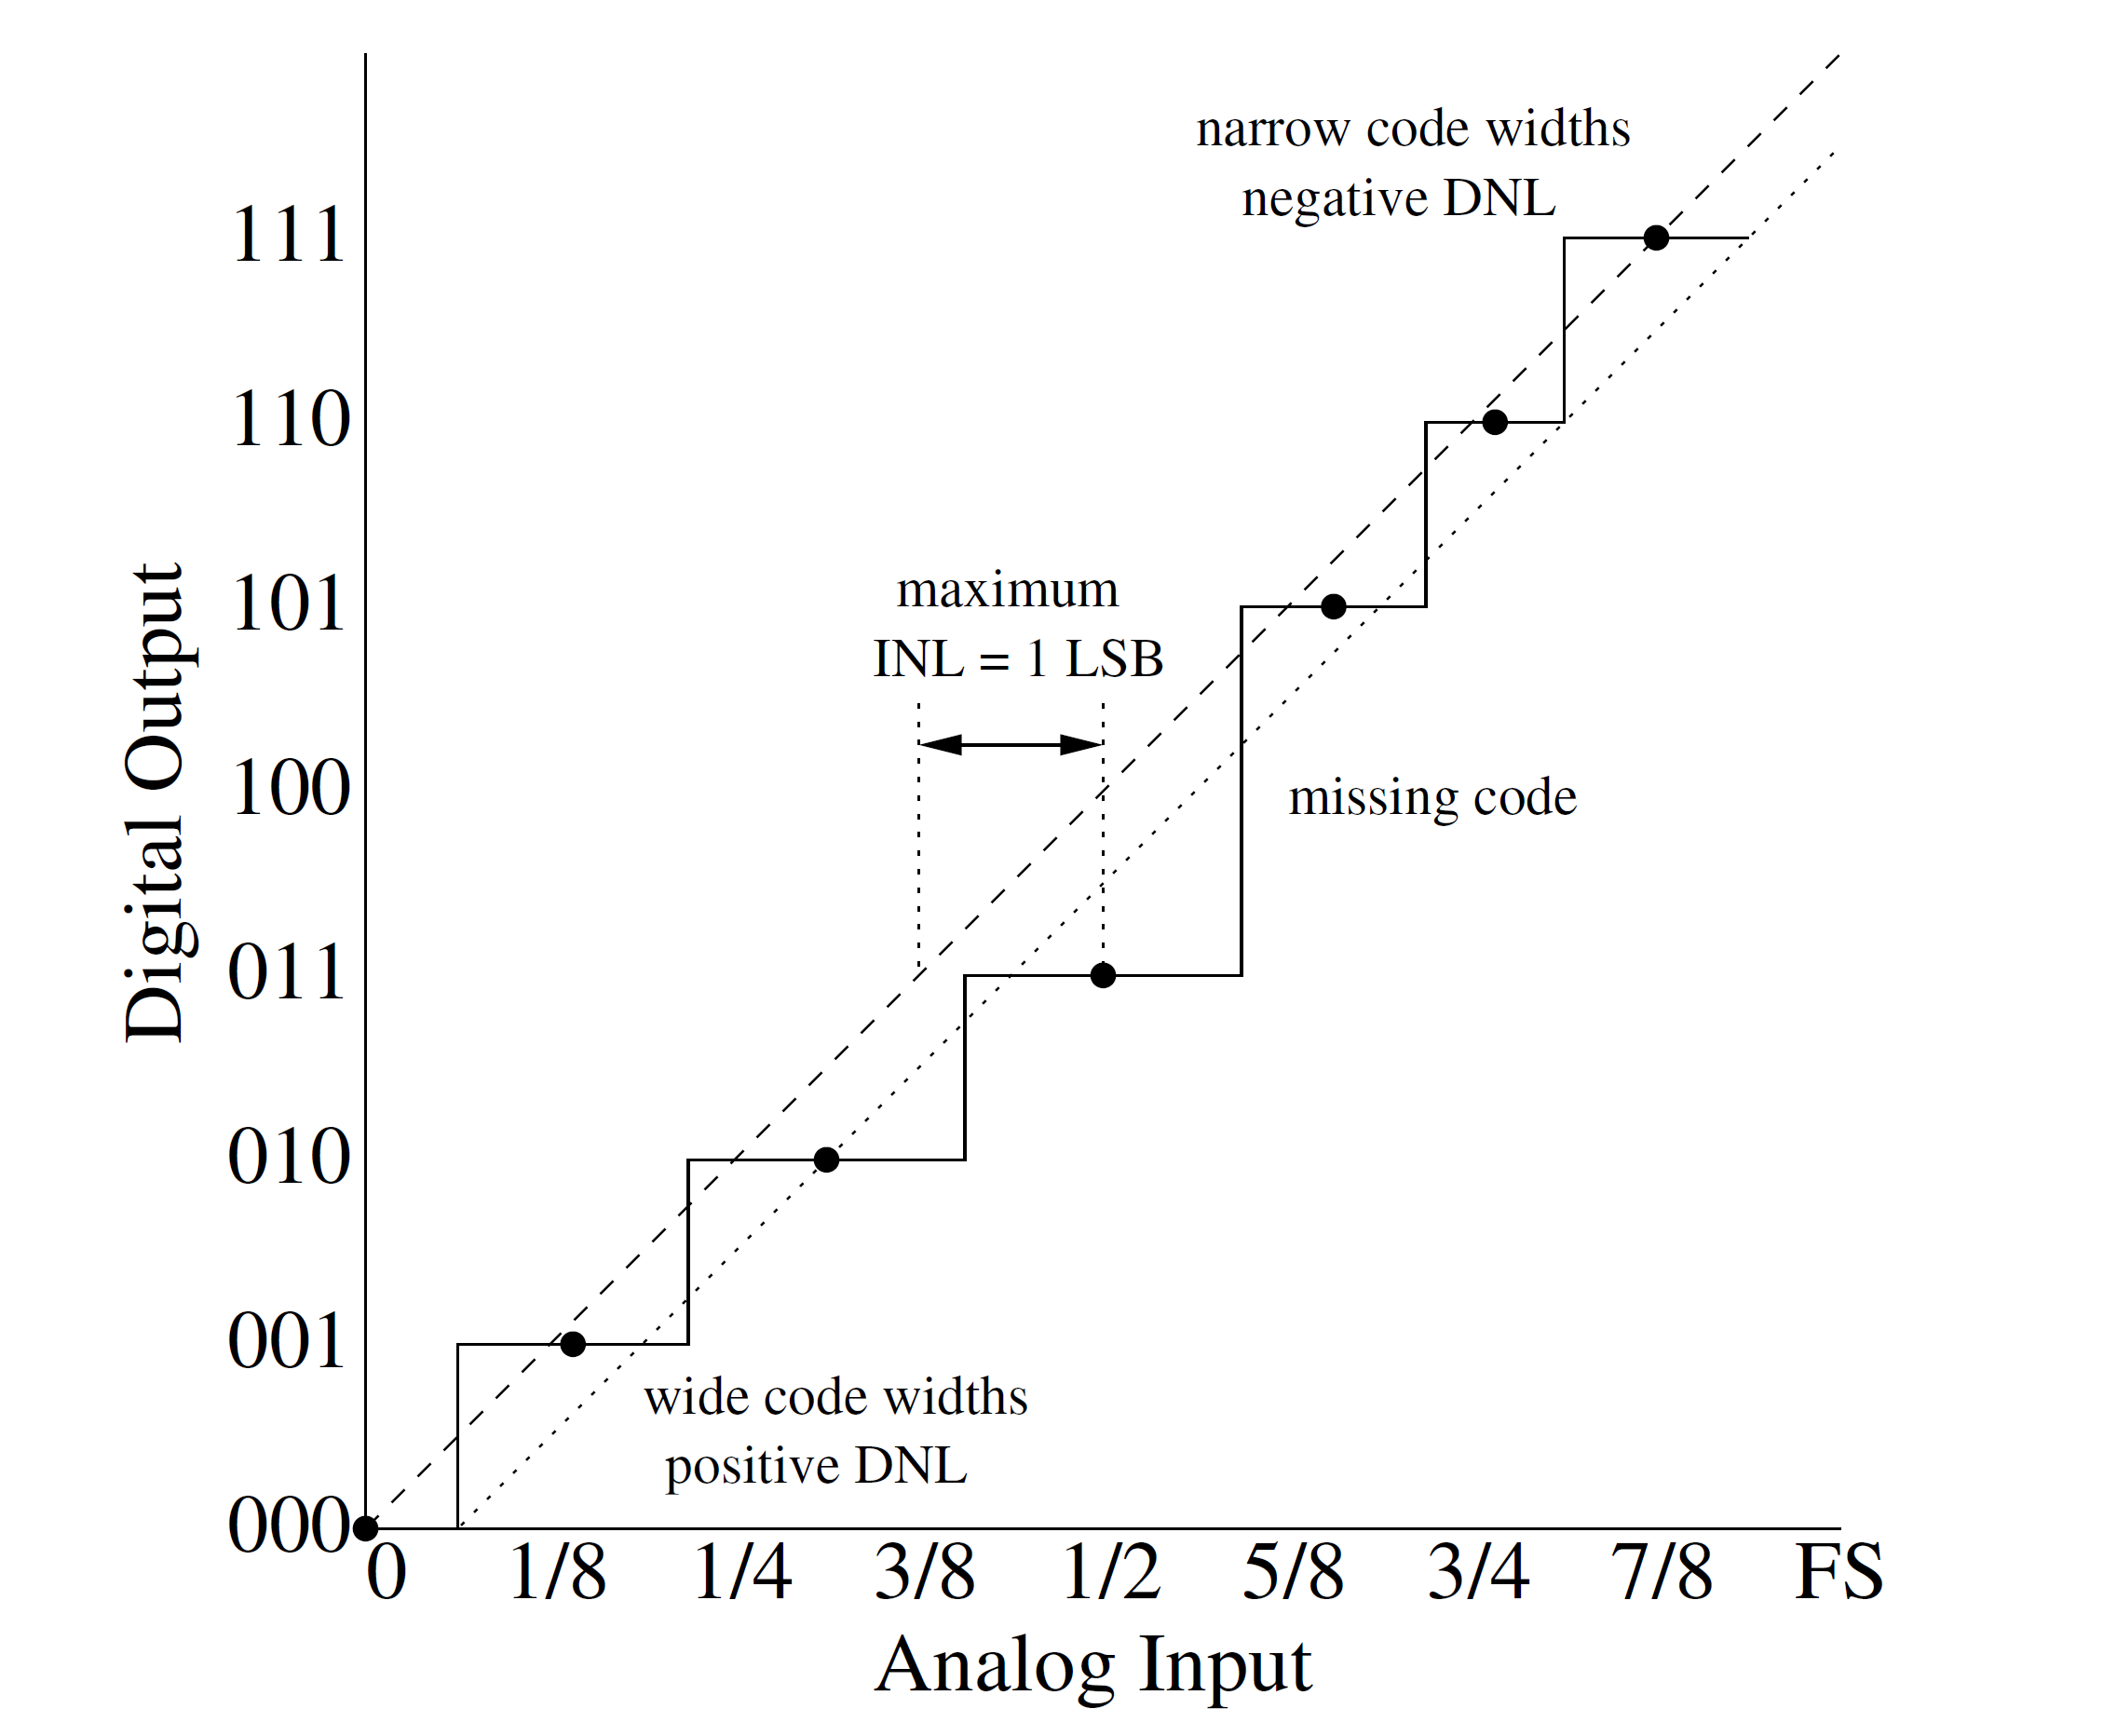 narrow code widths
negative DNL
111
110
101
100
011
010
001
000
Digital Output
maximum
INL = 1 LSB
missing code
wide code widths
positive DNL
0 1/8 1/4 3/8 1/2 5/8 3/4 7/8 FS
Analog Input